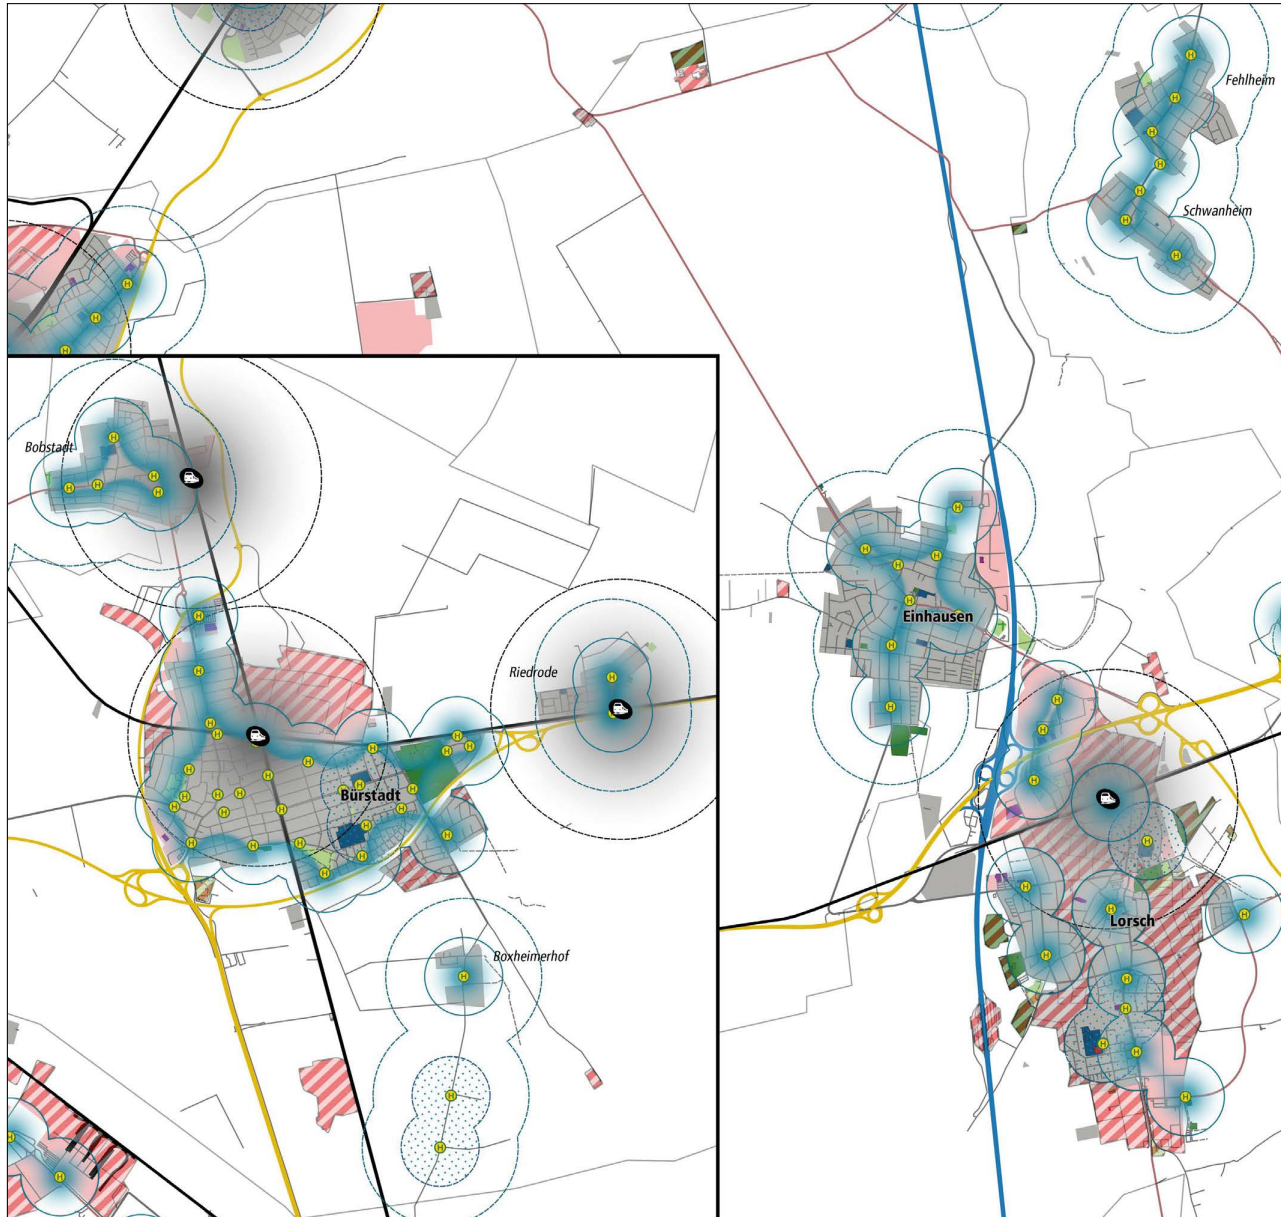 Fehlheim
Schwanheim
Bobstadt
Einhausen
Riedrode
Bürstadt
Lorsch
Boxheimerhof